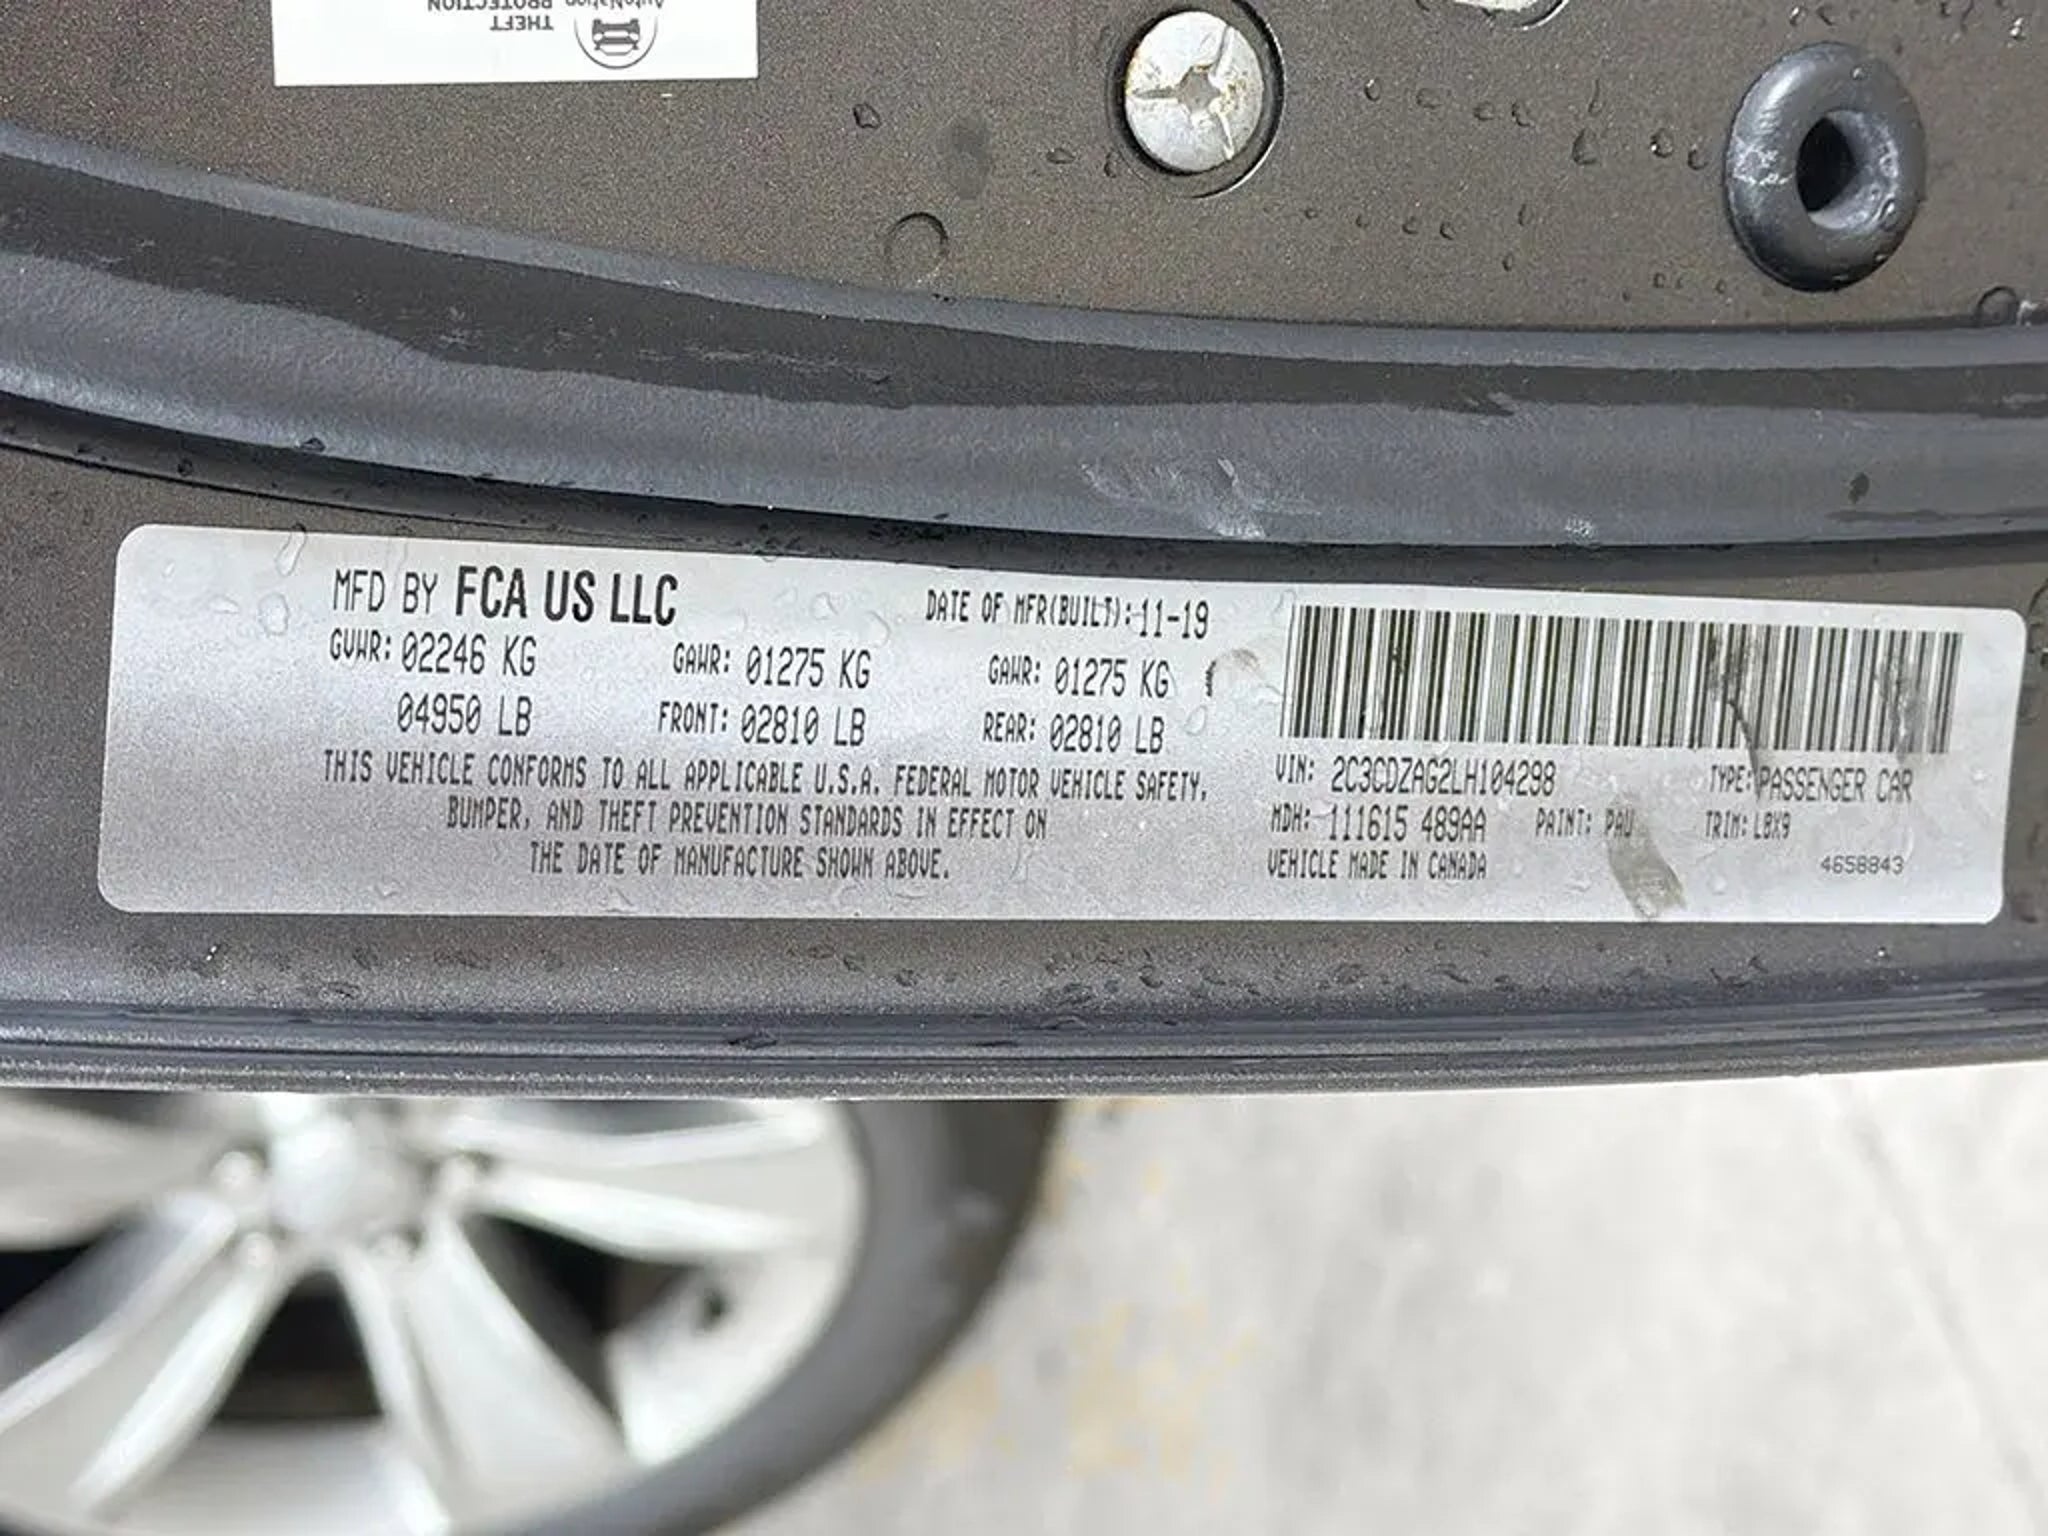 AutoNation
THEFT
PROTECTION
MFD BY FCA US LLC
DATE OF MFR(BUILT): 11-19
GVWR: 02246 KG
04950 LB
GAWR: 01275 KG
FRONT: 02810 LB
GAWR: 01275 KG
REAR: 02810 LB
THIS VEHICLE CONFORMS TO ALL APPLICABLE U.S.A. FEDERAL MOTOR VEHICLE SAFETY,
BUMPER, AND THEFT PREVENTION STANDARDS IN EFFECT ON
THE DATE OF MANUFACTURE SHOWN ABOVE.
VIN: 2C3CDZAG2LH104298 TYPE: PASSENGER CAR
MDH: 111615 489AA PAINT: PAU TRIM: LBX9
VEHICLE MADE IN CANADA 4658843